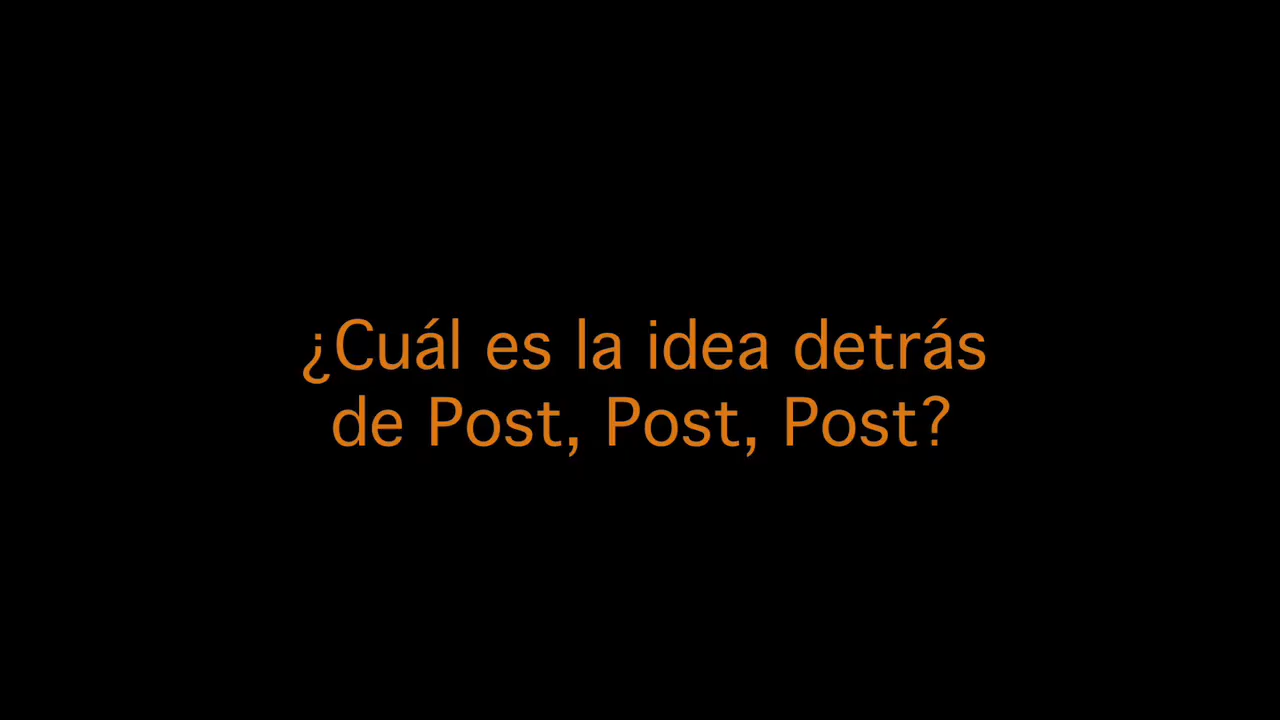 ¿Cuál es la idea detrás
de Post, Post, Post?